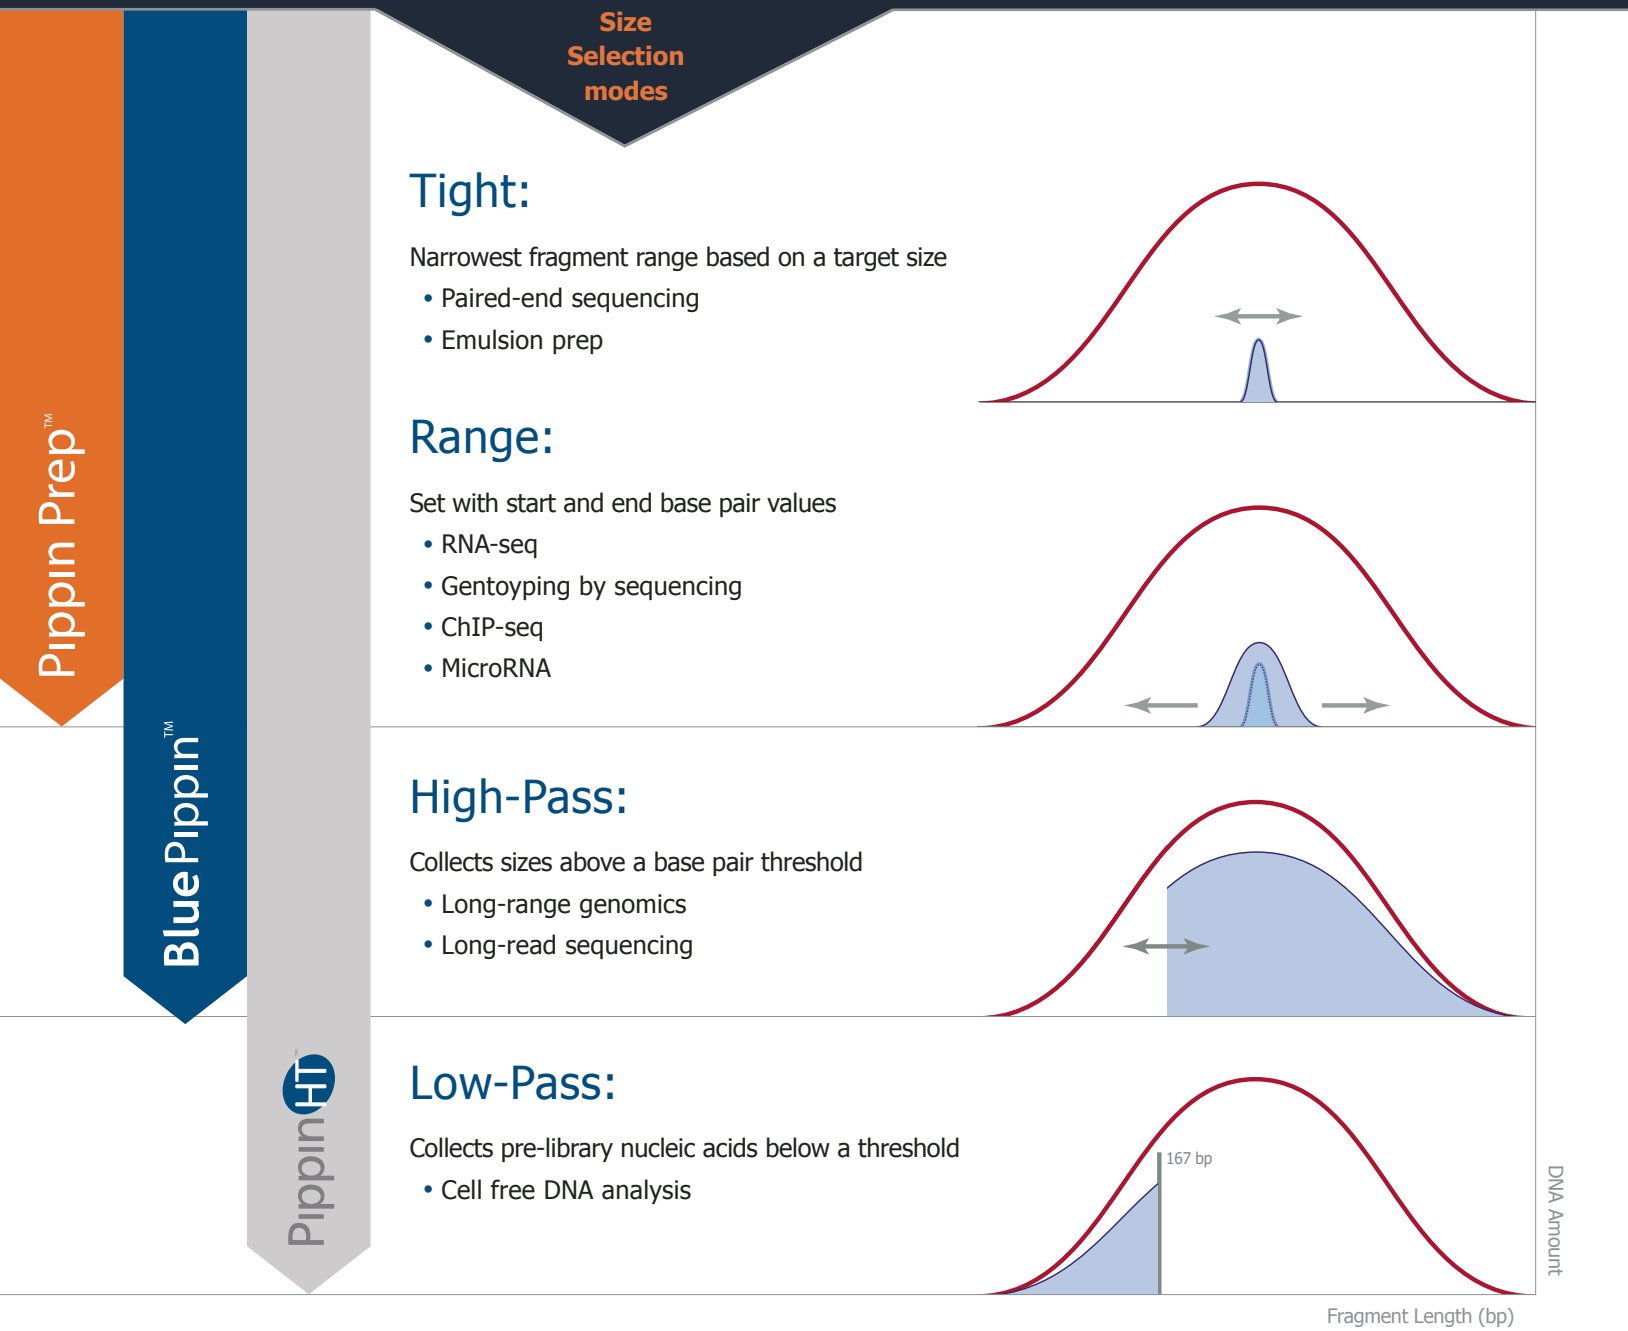 Size
Selection
modes
Tight:
Narrowest fragment range based on a target size
• Paired-end sequencing
• Emulsion prep
Range:
Set with start and end base pair values
• RNA-seq
• Gentoyping by sequencing
• ChIP-seq
• MicroRNA
Pippin Prep™
High-Pass:
Collects sizes above a base pair threshold
• Long-range genomics
• Long-read sequencing
BluePippin™
Low-Pass:
Collects pre-library nucleic acids below a threshold
• Cell free DNA analysis
PippinHT™
167 bp
DNA Amount
Fragment Length (bp)